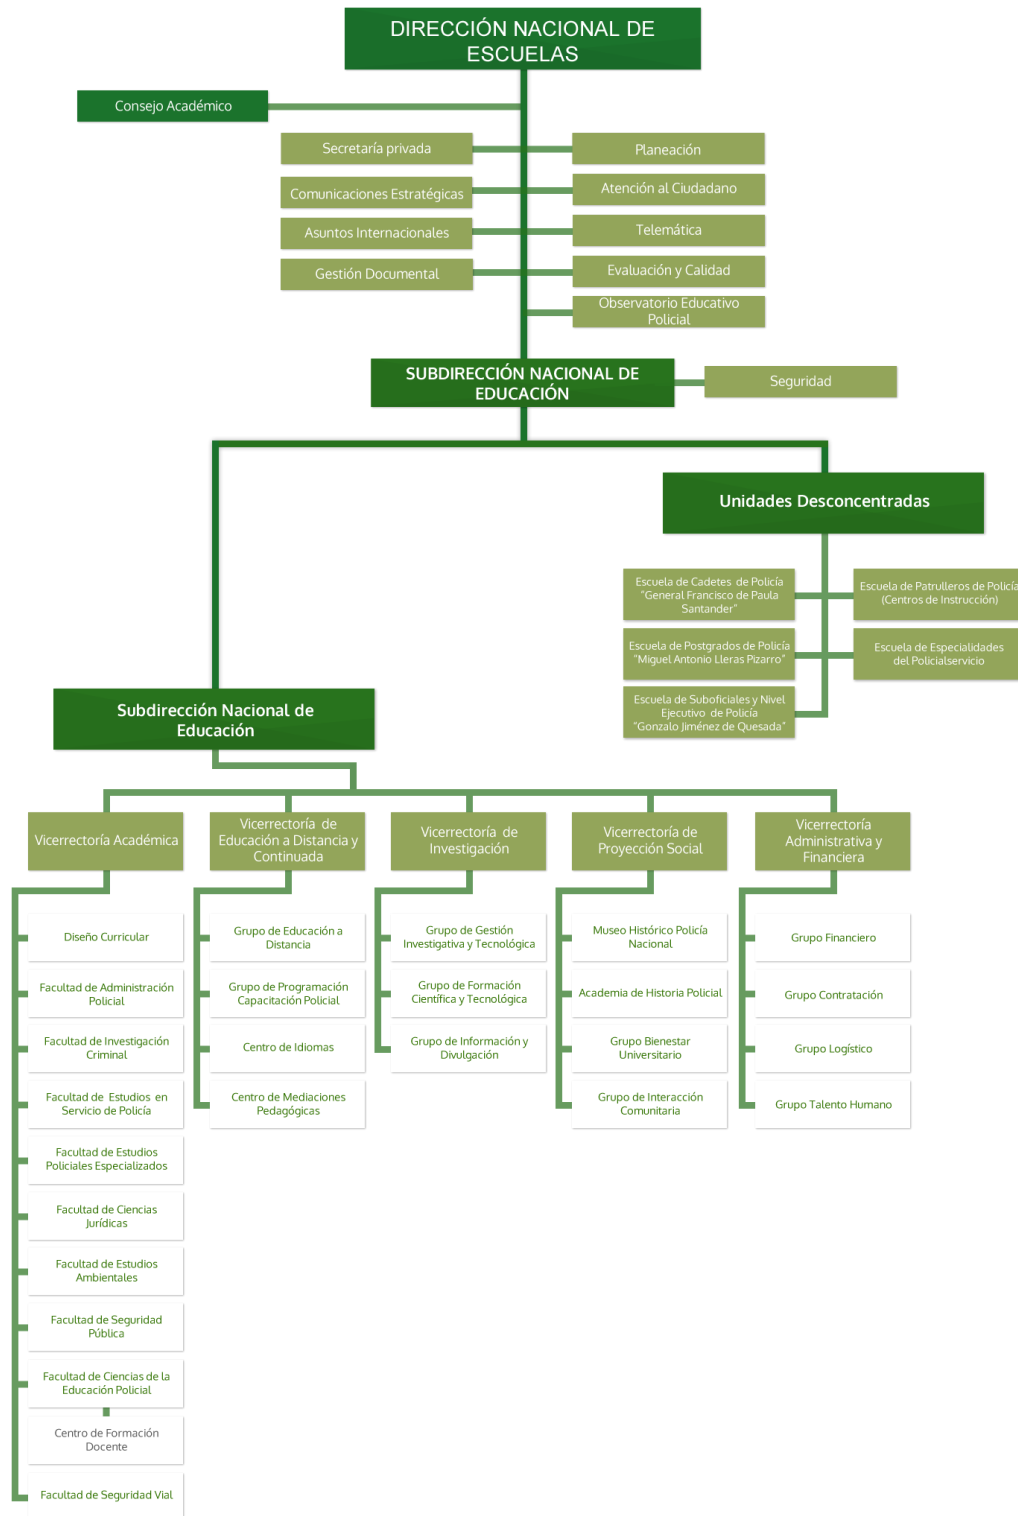 DIRECCIÓN NACIONAL DE
ESCUELAS
Consejo Académico
Secretaría privada
Planeación
Comunicaciones Estratégicas
Atención al Ciudadano
Asuntos Internacionales
Telemática
Gestión Documental
Evaluación y Calidad
Observatorio Educativo
Policial
SUBDIRECCIÓN NACIONAL DE
EDUCACIÓN
Seguridad
Unidades Desconcentradas
Escuela de Cadetes de Policía
"General Francisco de Paula
Santander"
Escuela de Patrulleros de Policía
(Centros de Instrucción)
Escuela de Postgrados de Policía
"Miguel Antonio Lleras Pizarro"
Escuela de Especialidades
del Policialservicio
Escuela de Suboficiales y Nivel
Ejecutivo de Policía
"Gonzalo Jiménez de Quesada"
Subdirección Nacional de
Educación
Vicerrectoría Académica
Vicerrectoría de
Educación a Distancia y
Continuada
Vicerrectoría de
Investigación
Vicerrectoría de
Proyección Social
Vicerrectoría
Administrativa y
Financiera
Diseño Curricular
Facultad de Administración
Policial
Facultad de Investigación
Criminal
Facultad de Estudios en
Servicio de Policía
Facultad de Estudios
Policiales Especializados
Facultad de Ciencias
Jurídicas
Facultad de Estudios
Ambientales
Facultad de Seguridad
Pública
Facultad de Ciencias de la
Educación Policial
Centro de Formación
Docente
Facultad de Seguridad Vial
Grupo de Educación a
Distancia
Grupo de Programación
Capacitación Policial
Centro de Idiomas
Centro de Mediaciones
Pedagógicas
Grupo de Gestión
Investigativa y Tecnológica
Grupo de Formación
Científica y Tecnológica
Grupo de Información y
Divulgación
Museo Histórico Policía
Nacional
Academia de Historia Policial
Grupo Bienestar
Universitario
Grupo de Interacción
Comunitaria
Grupo Financiero
Grupo Contratación
Grupo Logístico
Grupo Talento Humano